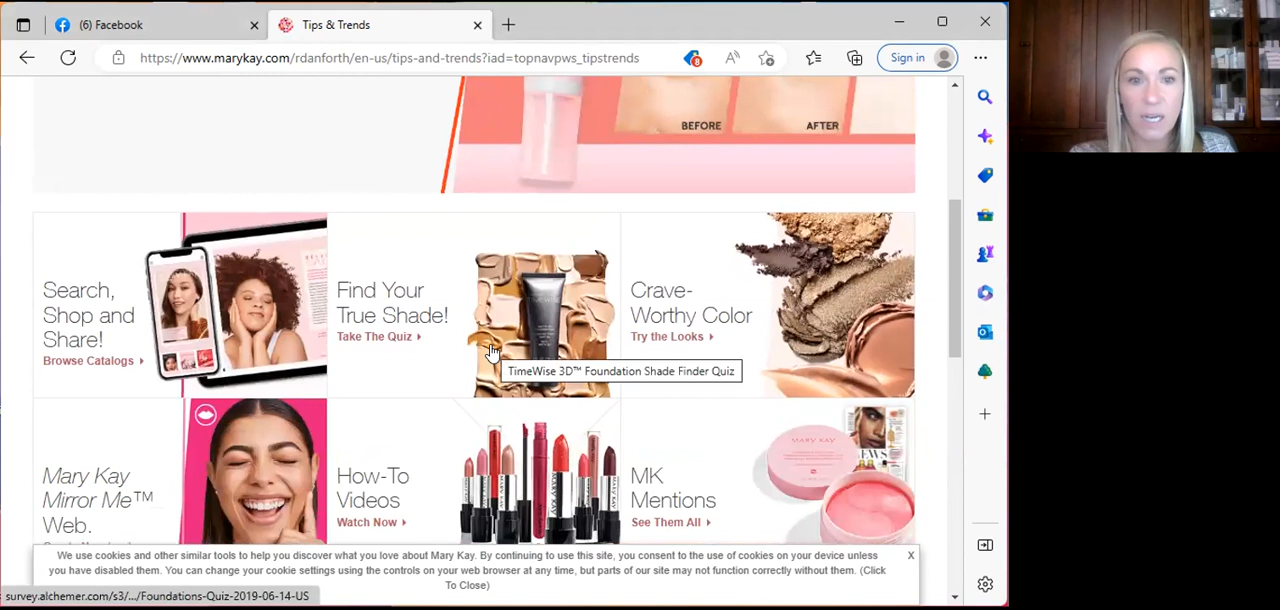 (6) Facebook
Tips & Trends
https://www.marykay.com/rdanforth/en-us/tips-and-trends?iad=topnavpws_tipstrends
8
Sign in
BEFORE
AFTER
Search,
Shop and
Share!
Browse Catalogs
Find Your
True Shade!
Take The Quiz
Crave-
Worthy Color
Try the Looks
TimeWise 3D™ Foundation Shade Finder Quiz
Mary Kay
Mirror Me™
Web.
How-To
Videos
Watch Now
MK
Mentions
See Them All
MARY KAY
We use cookies and other similar tools to help you discover what you love about Mary Kay. By continuing to use this site, you consent to the use of cookies on your device unless
you have disabled them. You can change your cookie settings using the controls on your web browser at any time, but parts of our site may not function correctly without them. (Click
To Close)
X
survey.alchemer.com/s3/.../Foundations-Quiz-2019-06-14-US